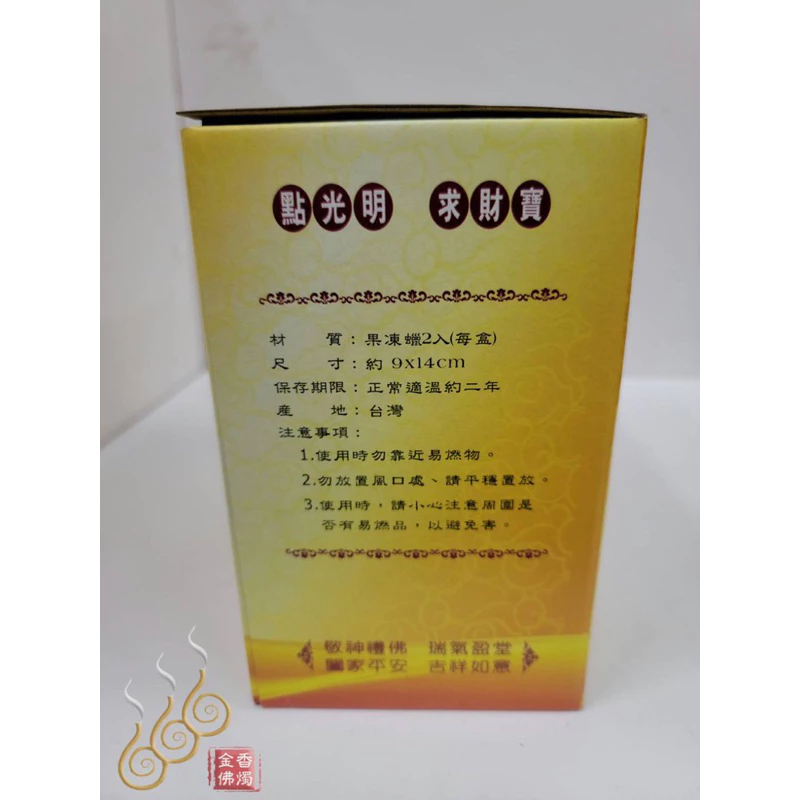 點光明 求財寶
材 質：果凍蠟2入(每盒)
尺 寸：約 9x14cm
保存期限：正常適溫約二年
産 地：台灣
注意事項：
1.使用時勿靠近易燃物。
2.勿放置風口處、請平穩置放。
3.使用時，請小心注意周圍是
否有易燃品，以避免害。
敬神禮佛 瑞氣盈堂
闔家平安 吉祥如意
金香
佛燭